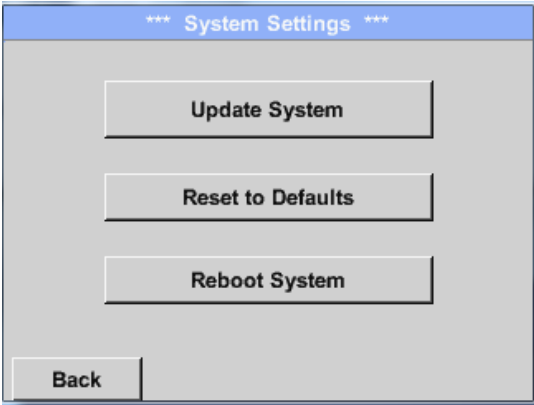 *** System Settings ***
Update System
Reset to Defaults
Reboot System
Back